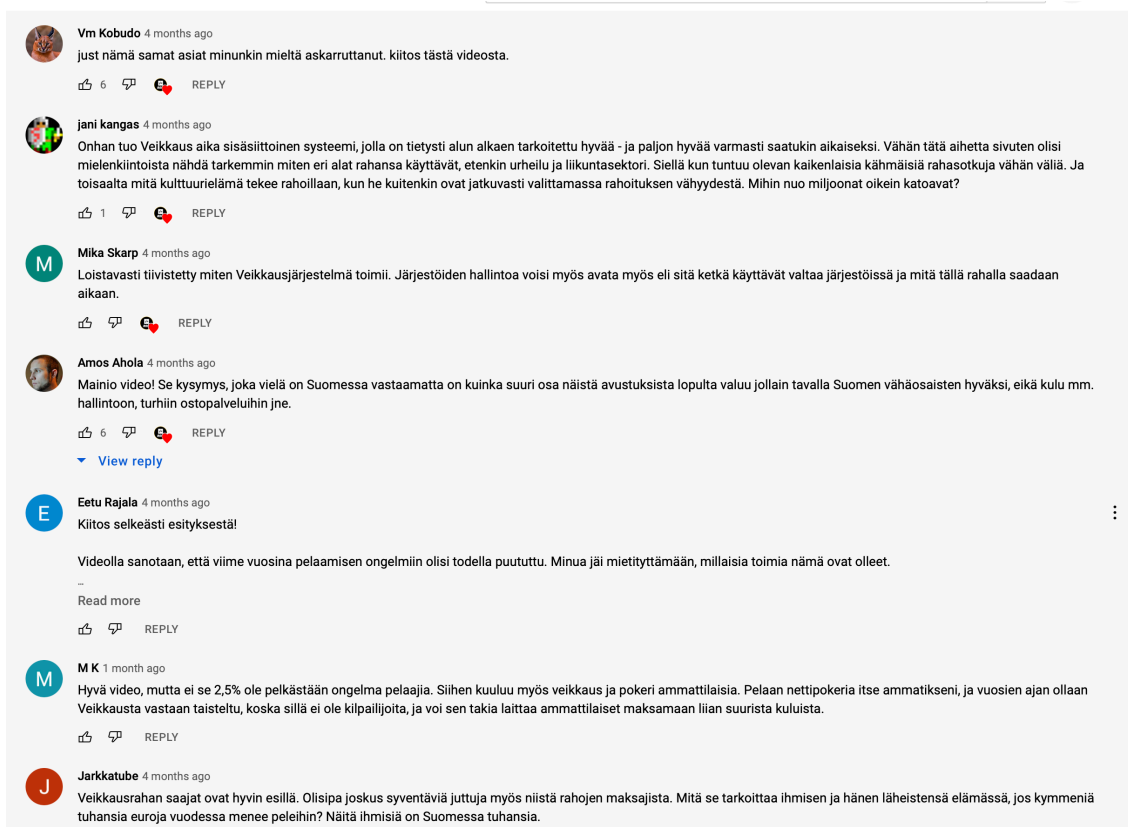 Vm Kobudo 4 months ago
just nämä samat asiat minunkin mieltä askarruttanut. kiitos tästä videosta.
6 REPLY
jani kangas 4 months ago
Onhan tuo Veikkaus aika sisäsiittoinen systeemi, jolla on tietysti alun alkaen tarkoitettu hyvää - ja paljon hyvää varmasti saatukin aikaiseksi. Vähän tätä aihetta sivuten olisi
mielenkiintoista nähdä tarkemmin miten eri alat rahansa käyttävät, etenkin urheilu ja liikuntasektori. Siellä kun tuntuu olevan kaikenlaisia kähmäisiä rahasotkuja vähän väliä. Ja
toisaalta mitä kulttuurielämä tekee rahoillaan, kun he kuitenkin ovat jatkuvasti valittamassa rahoituksen vähyydestä. Mihin nuo miljoonat oikein katoavat?
1 REPLY
M
Mika Skarp 4 months ago
Loistavasti tiivistetty miten Veikkausjärjestelmä toimii. Järjestöiden hallintoa voisi myös avata myös eli sitä ketkä käyttävät valtaa järjestöissä ja mitä tällä rahalla saadaan
aikaan.
REPLY
Amos Ahola 4 months ago
Mainio video! Se kysymys, joka vielä on Suomessa vastaamatta on kuinka suuri osa näistä avustuksista lopulta valuu jollain tavalla Suomen vähäosaisten hyväksi, eikä kulu mm.
hallintoon, turhiin ostopalveluihin jne.
6 REPLY
View reply
E
Eetu Rajala 4 months ago
Kiitos selkeästi esityksestä!
Videolla sanotaan, että viime vuosina pelaamisen ongelmiin olisi todella puututtu. Minua jäi mietityttämään, millaisia toimia nämä ovat olleet.
_
Read more
REPLY
M
M K 1 month ago
Hyvä video, mutta ei se 2,5% ole pelkästään ongelma pelaajia. Siihen kuuluu myös veikkaus ja pokeri ammattilaisia. Pelaan nettipokeria itse ammatikseni, ja vuosien ajan ollaan
Veikkausta vastaan taisteltu, koska sillä ei ole kilpailijoita, ja voi sen takia laittaa ammattilaiset maksamaan liian suurista kuluista.
REPLY
J
Jarkkatube 4 months ago
Veikkausrahan saajat ovat hyvin esillä. Olisipa joskus syventäviä juttuja myös niistä rahojen maksajista. Mitä se tarkoittaa ihmisen ja hänen läheistensä elämässä, jos kymmeniä
tuhansia euroja vuodessa menee peleihin? Näitä ihmisiä on Suomessa tuhansia.